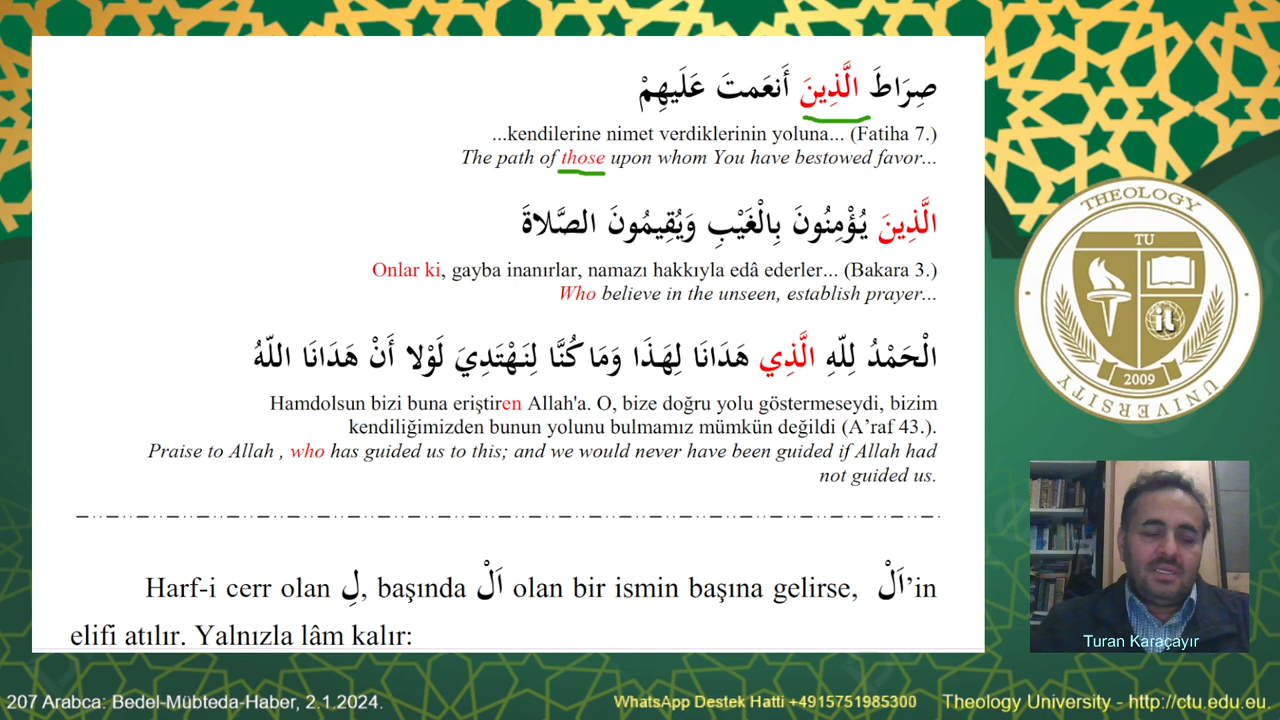 صِرَاطَ الَّذِينَ أَنعَمتَ عَلَيهِمْ
...kendilerine nimet verdiklerinin yoluna... (Fatiha 7.)
The path of those upon whom You have bestowed favor...
الَّذِينَ يُؤْمِنُونَ بِالْغَيْبِ وَيُقِيمُونَ الصَّلاةَ
Onlar ki, gayba inanırlar, namazı hakkıyla edâ ederler... (Bakara 3.)
Who believe in the unseen, establish prayer...
الْحَمْدُ لِلّهِ الَّذِي هَدَانَا لِهَذَا وَمَا كُنَّا لِنَهْتَدِيَ لَوْلا أَنْ هَدَانَا اللّهُ
Hamdolsun bizi buna eriştiren Allah'a. O, bize doğru yolu göstermeseydi, bizim
kendiliğimizden bunun yolunu bulmamız mümkün değildi (A’raf 43.).
Praise to Allah , who has guided us to this; and we would never have been guided if Allah had
not guided us.
Harf-i cerr olan لِ, başında اَلْ olan bir ismin başına gelirse, اَلْ’in
elifi atılır. Yalnızla lâm kalır:
THEOLOGY
TU
2009
UNIVERSITY
Turan Karaçayır
207 Arabca: Bedel-Mübteda-Haber, 2.1.2024.
WhatsApp Destek Hatti +4915751985300
Theology University - http://ctu.edu.eu.